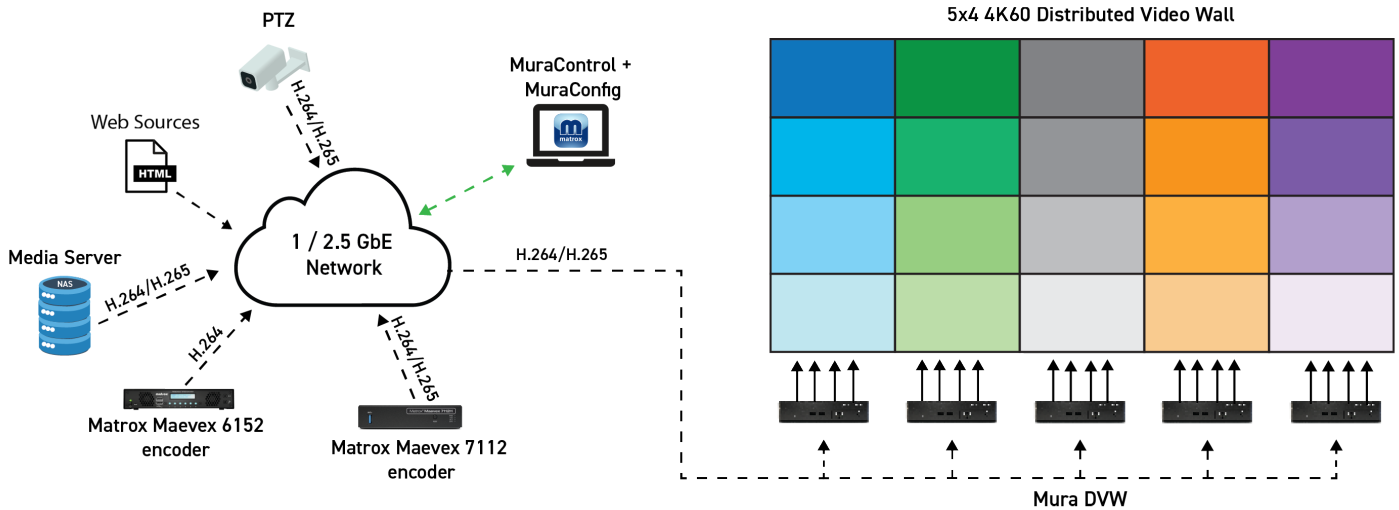 PTZ
5x4 4K60 Distributed Video Wall
MuraControl +
MuraConfig
matrox
H.264/H.265
Web Sources
HTML
1 / 2.5 GbE
Network
Media Server
NAS
H.264/H.265
H.264/H.265
H.264
H.264/H.265
Matrox Maevex 6152
encoder
Matrox Maevex 7112
encoder
Mura DVW